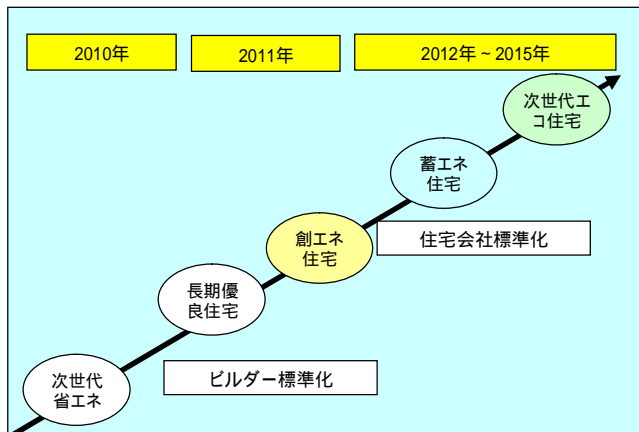 2010年
2011年
2012年~2015年
次世代エ
コ住宅
蓄エネ
住宅
創エネ
住宅
住宅会社標準化
長期優
良住宅
次世代
省エネ
ビルダー標準化